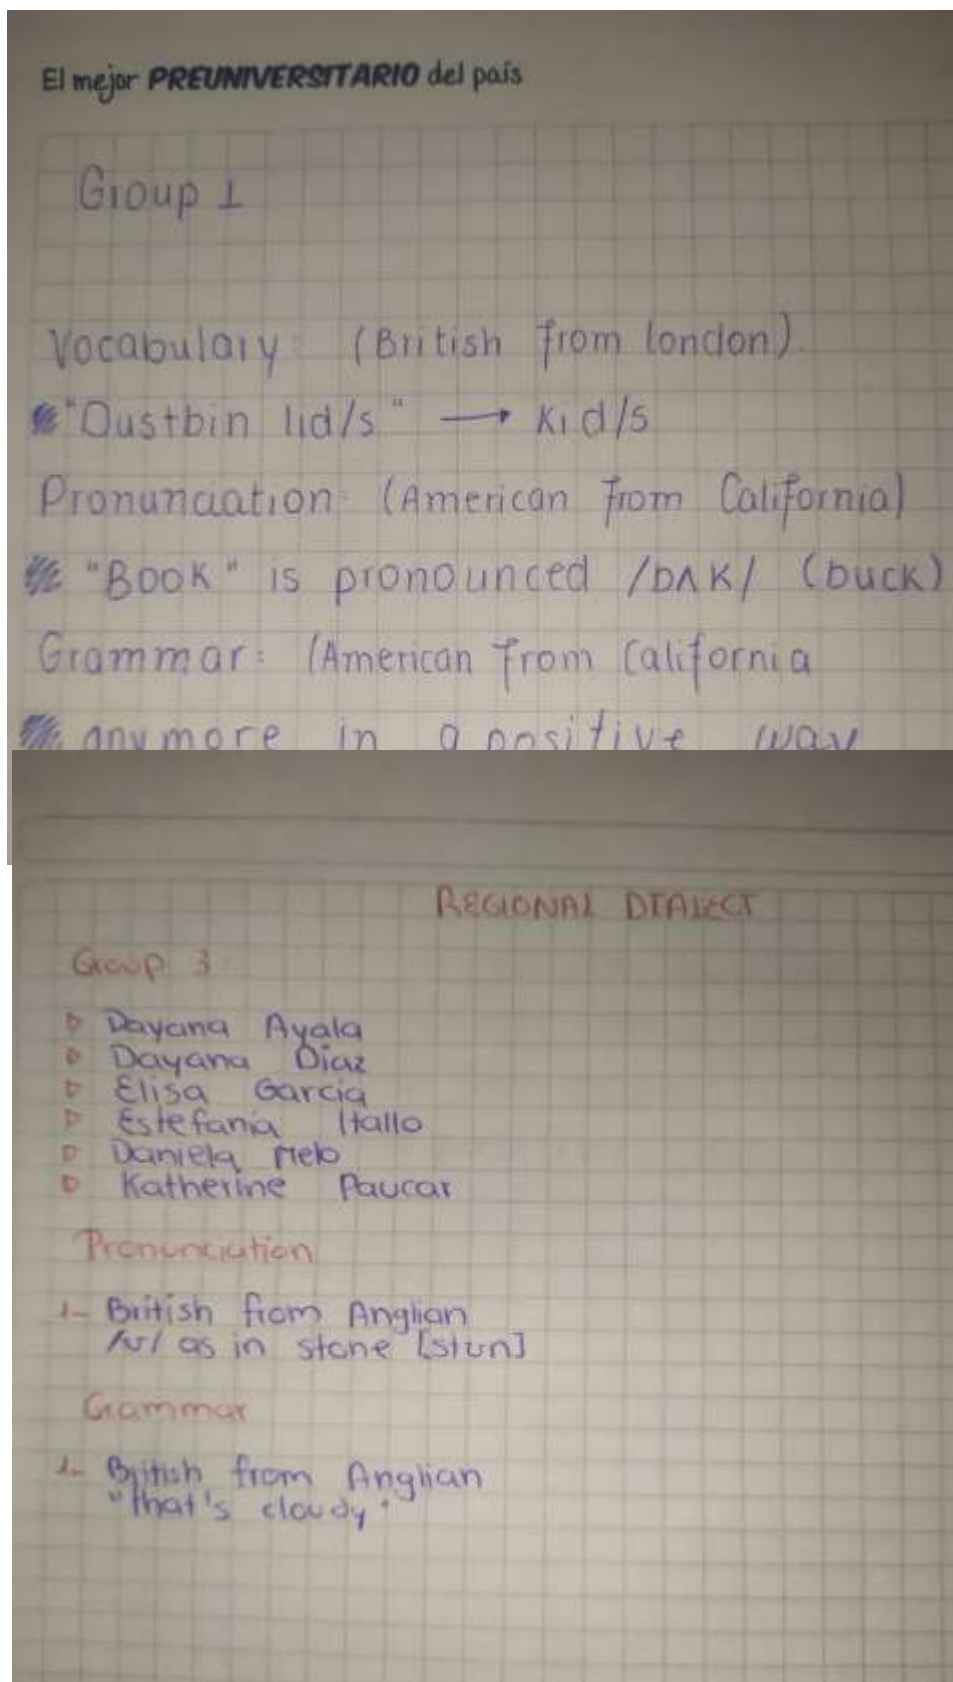 El mejor PREUNIVERSITARIO del país
Group 1
Vocabulary: (British from london)
"Dustbin lid/s" → Kid/s
Pronunciation: (American from California)
"Book" is pronounced /bʌK/ (buck)
Grammar: (American from California
anymore in a positive way
REGIONAL DIALECT
Group 3
Dayana Ayala
Dayana Diaz
Elisa García
Estefanía Itallo
Daniela Melo
Katherine Paucar
Pronunciation
1- British from Anglian
/ʊ/ as in stone [stʊn]
Grammar
1- British from Anglian
"that's cloudy"